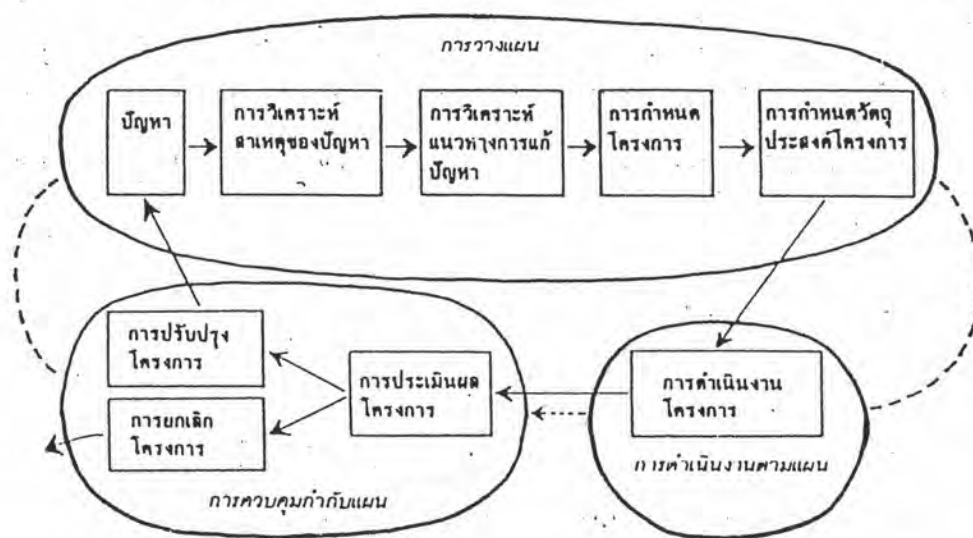 การวางแผน
ปัญหา
การวิเคราะห์
สาเหตุของปัญหา
การวิเคราะห์
แนวทางการแก้
ปัญหา
การกำหนด
โครงการ
การกำหนดวัตถุ
ประสงค์โครงการ
การปรับปรุง
โครงการ
การยกเลิก
โครงการ
การประเมินผล
โครงการ
การควบคุมกำกับแผน
การดำเนินงาน
โครงการ
การดำเนินงานตามแผน